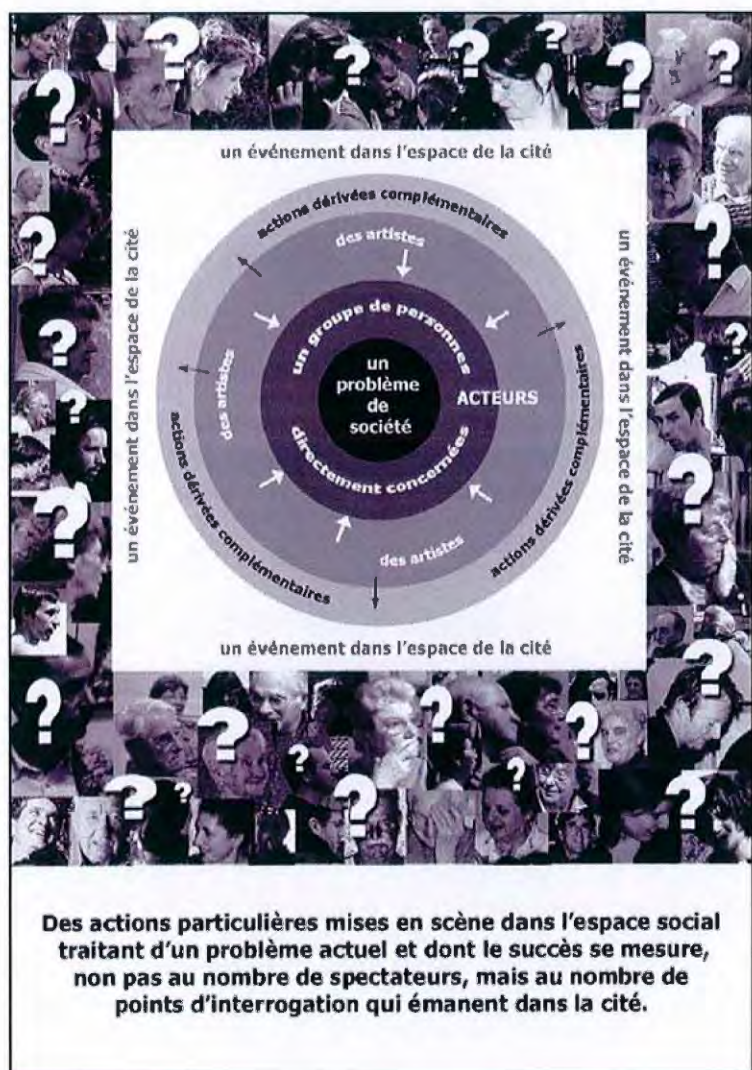 un événement dans l'espace de la cité
un événement dans l'espace de la cité
un événement dans l'espace de la cité
actions dérivées complémentaires
des artistes
un groupe de personnes
un
problème
de
société
ACTEURS
directement concernées
des artistes
des artistes
actions dérivées complémentaires
actions dérivées complémentaires
un événement dans l'espace de la cité
? ? ? ? ? ? ? ? ? ? ? ? ? ? ? ? ? ? ? ? ? ? ? ? ?
Des actions particulières mises en scène dans l'espace social
traitant d'un problème actuel et dont le succès se mesure,
non pas au nombre de spectateurs, mais au nombre de
points d'interrogation qui émanent dans la cité.